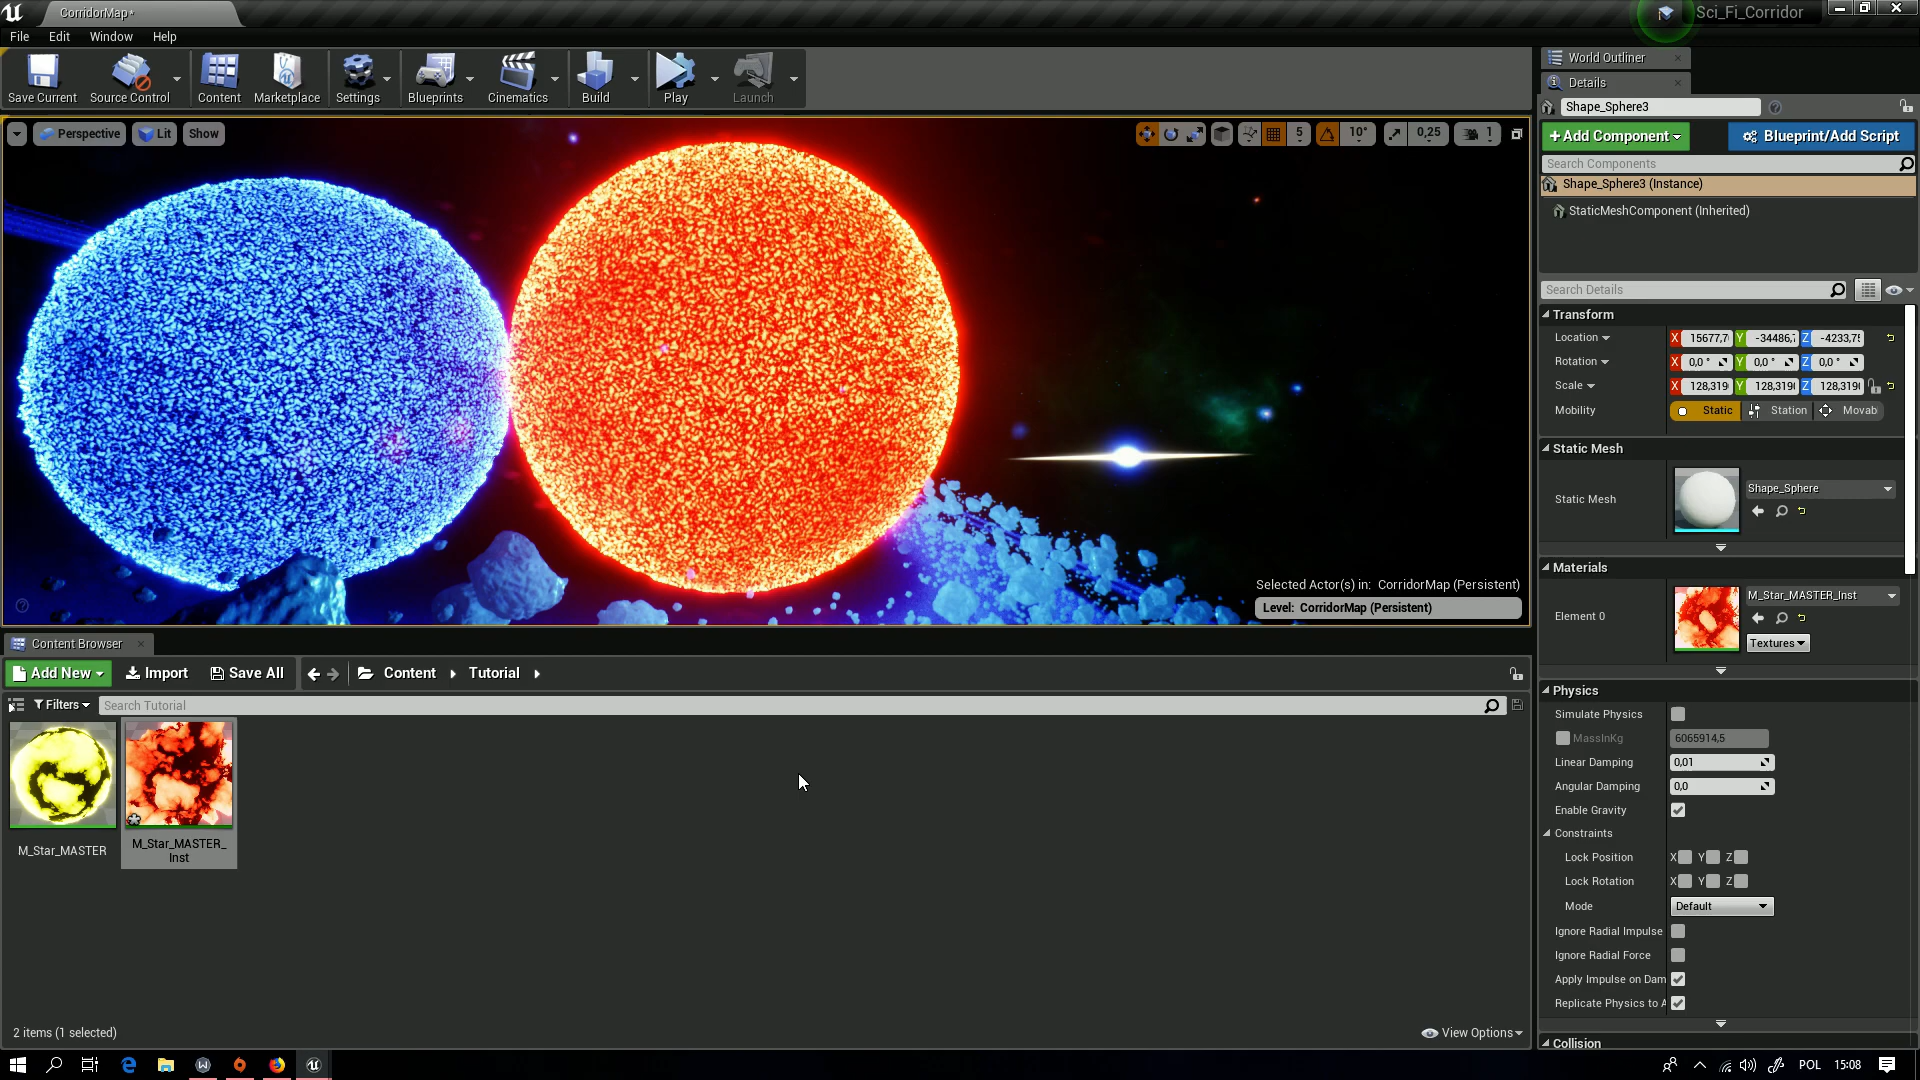 CorridorMap*
Sci_Fi_Corridor
File Edit Window Help
Save Current Source Control Content Marketplace Settings Blueprints Cinematics Build Play Launch
Perspective Lit Show
5 10° 0,25 1
Selected Actor(s) in: CorridorMap (Persistent)
Level: CorridorMap (Persistent)
Content Browser
Add New Import Save All Content Tutorial
Filters Search Tutorial
M_Star_MASTER
M_Star_MASTER_
Inst
2 items (1 selected)
View Options
World Outliner
Details
Shape_Sphere3
+Add Component Blueprint/Add Script
Search Components
Shape_Sphere3 (Instance)
StaticMeshComponent (Inherited)
Search Details
Transform
Location X 15677,7 Y -34486, Z -4233,7
Rotation X 0,0 ° Y 0,0 ° Z 0,0 °
Scale X 128,319 Y 128,319 Z 128,319
Mobility Static Station Movab
Static Mesh
Static Mesh Shape_Sphere
Materials
Element 0 M_Star_MASTER_Inst
Textures
Physics
Simulate Physics
MassInKg 6065914,5
Linear Damping 0,01
Angular Damping 0,0
Enable Gravity
Constraints
Lock Position X Y Z
Lock Rotation X Y Z
Mode Default
Ignore Radial Impulse
Ignore Radial Force
Apply Impulse on Dam
Replicate Physics to A
Collision
POL 15:08